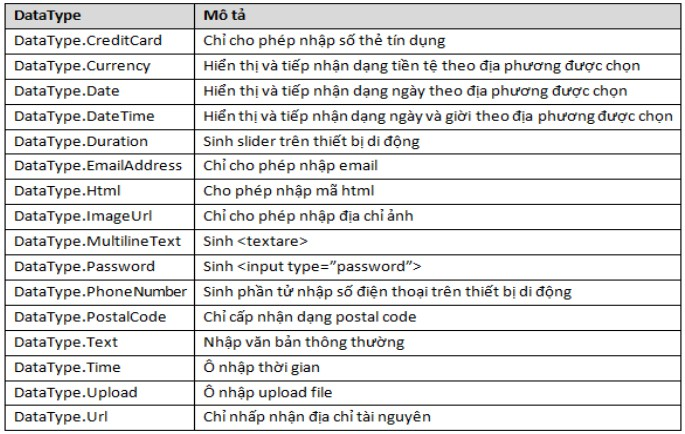 DataType Mô tả
DataType.CreditCard Chỉ cho phép nhập số thẻ tín dụng
DataType.Currency Hiển thị và tiếp nhận dạng tiền tệ theo địa phương được chọn
DataType.Date Hiển thị và tiếp nhận dạng ngày theo địa phương được chọn
DataType.DateTime Hiển thị và tiếp nhận dạng ngày và giời theo địa phương được chọn
DataType.Duration Sinh slider trên thiết bị di động
DataType.EmailAddress Chỉ cho phép nhập email
DataType.Html Cho phép nhập mã html
DataType.ImageUrl Chỉ cho phép nhập địa chỉ ảnh
DataType.MultilineText Sinh <textare>
DataType.Password Sinh <input type=”password”>
DataType.PhoneNumber Sinh phần tử nhập số điện thoại trên thiết bị di động
DataType.PostalCode Chỉ cấp nhận dạng postal code
DataType.Text Nhập văn bản thông thường
DataType.Time Ô nhập thời gian
DataType.Upload Ô nhập upload file
DataType.Url Chỉ nhấp nhận địa chỉ tài nguyên